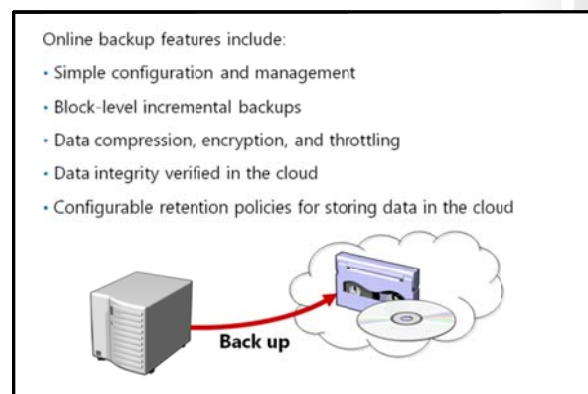 Online backup features include:
• Simple configuration and management
• Block-level incremental backups
• Data compression, encryption, and throttling
• Data integrity verified in the cloud
• Configurable retention policies for storing data in the cloud
Back up